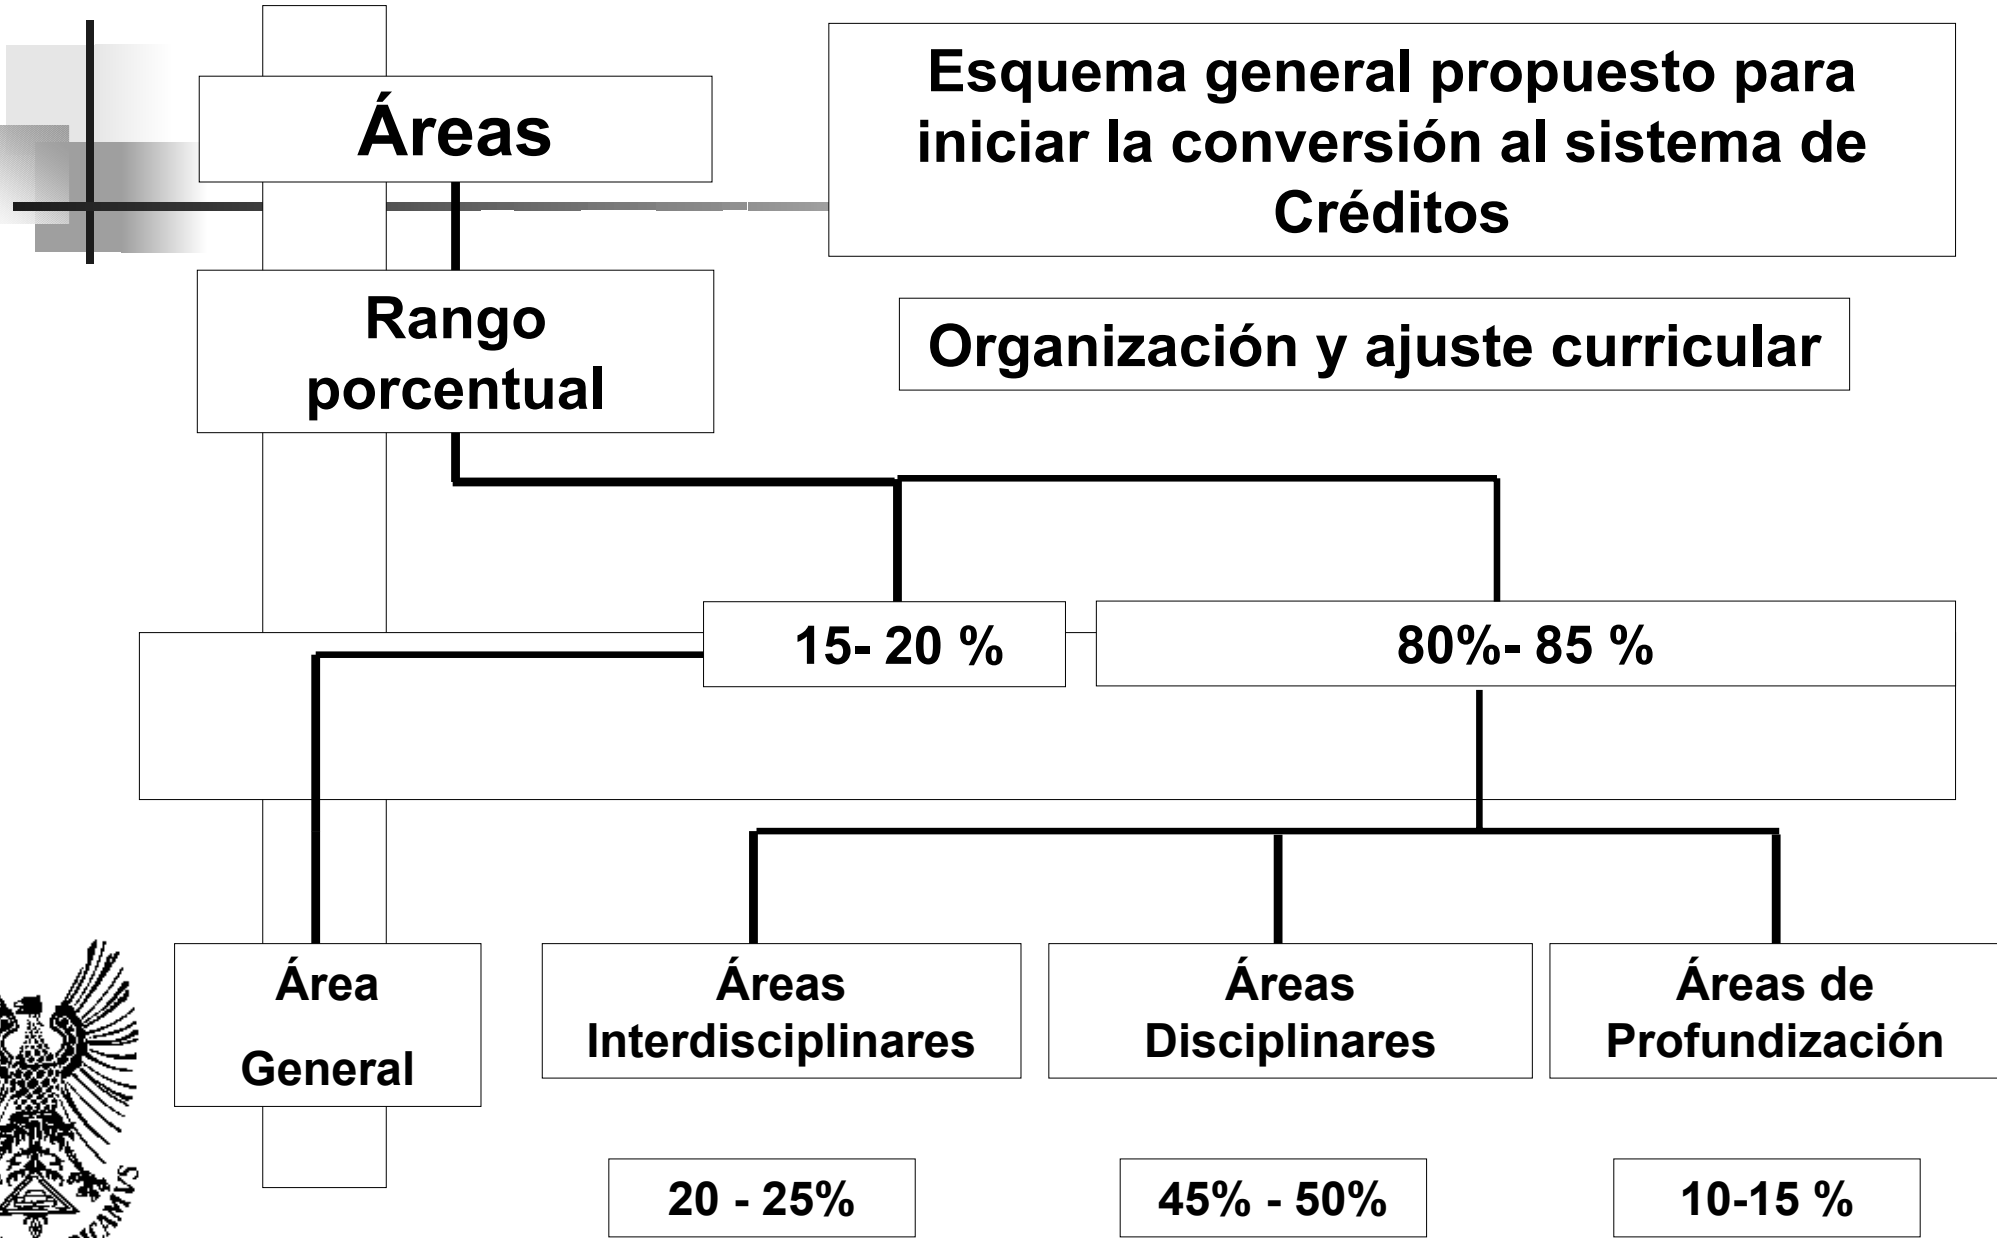 Áreas
Esquema general propuesto para
iniciar la conversión al sistema de
Créditos
Rango
porcentual
Organización y ajuste curricular
15- 20 %
80%- 85 %
Área
General
Áreas
Interdisciplinares
Áreas
Disciplinares
Áreas de
Profundización
20 - 25%
45% - 50%
10-15 %